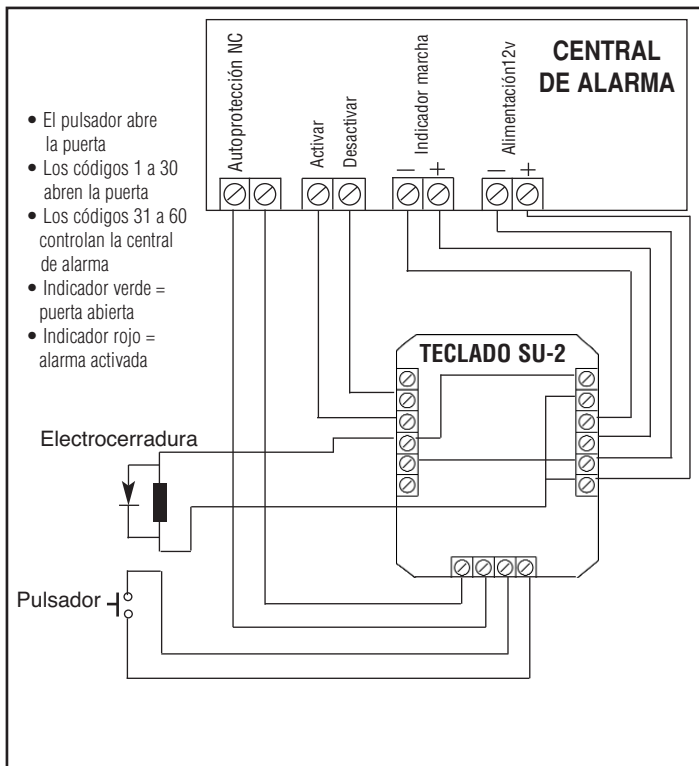 CENTRAL
DE ALARMA
Autoprotección NC
Activar
Desactivar
Indicador marcha
Alimentación12v
— +
— +
• El pulsador abre
la puerta
• Los códigos 1 a 30
abren la puerta
• Los códigos 31 a 60
controlan la central
de alarma
• Indicador verde =
puerta abierta
• Indicador rojo =
alarma activada
TECLADO SU-2
Electrocerradura
Pulsador